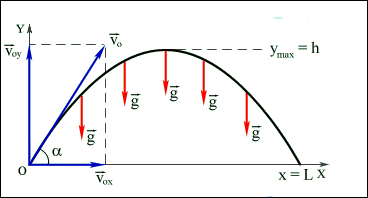 Y
v⃗oy
v⃗o
ymax = h
g⃗
g⃗
g⃗
g⃗
g⃗
α
O
v⃗ox
x = L
X